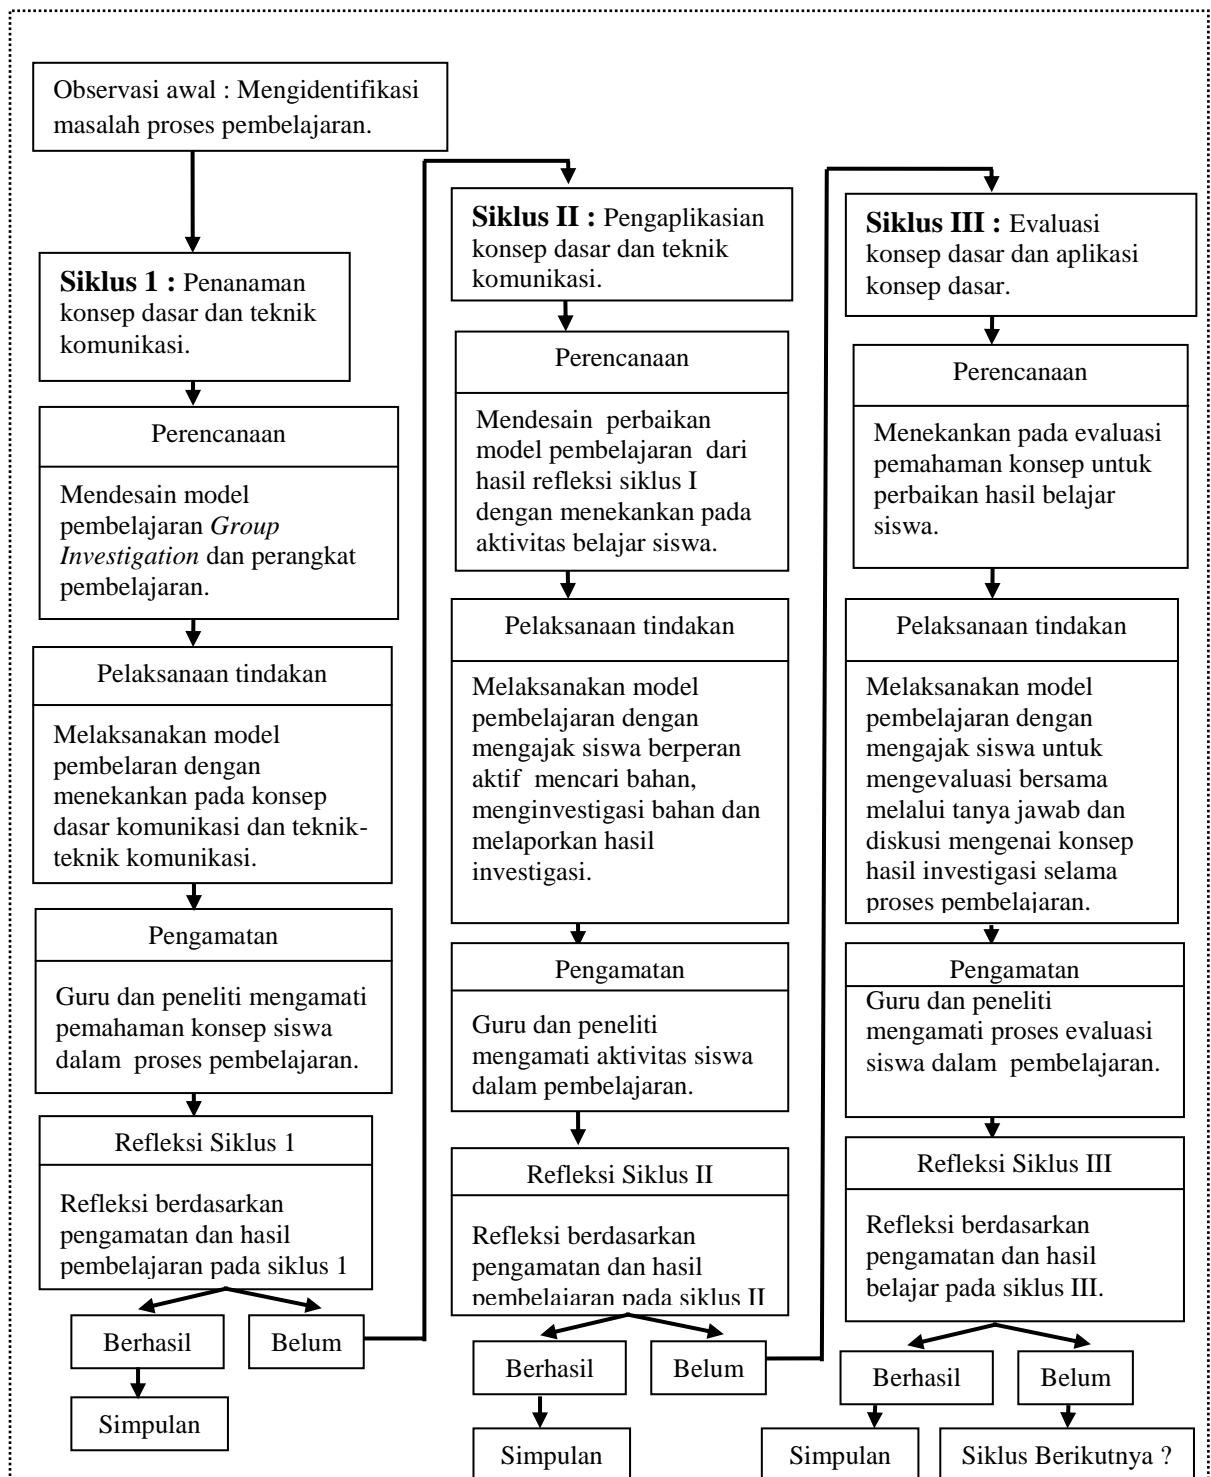 Observasi awal : Mengidentifikasi
masalah proses pembelajaran.
Siklus 1 : Penanaman
konsep dasar dan teknik
komunikasi.
Perencanaan
Mendesain model
pembelajaran Group
Investigation dan perangkat
pembelajaran.
Pelaksanaan tindakan
Melaksanakan model
pembelaran dengan
menekankan pada konsep
dasar komunikasi dan teknik-
teknik komunikasi.
Pengamatan
Guru dan peneliti mengamati
pemahaman konsep siswa
dalam proses pembelajaran.
Refleksi Siklus 1
Refleksi berdasarkan
pengamatan dan hasil
pembelajaran pada siklus 1
Berhasil
Belum
Simpulan
Siklus II : Pengaplikasian
konsep dasar dan teknik
komunikasi.
Perencanaan
Mendesain perbaikan
model pembelajaran dari
hasil refleksi siklus I
dengan menekankan pada
aktivitas belajar siswa.
Pelaksanaan tindakan
Melaksanakan model
pembelajaran dengan
mengajak siswa berperan
aktif mencari bahan,
menginvestigasi bahan dan
melaporkan hasil
investigasi.
Pengamatan
Guru dan peneliti
mengamati aktivitas siswa
dalam pembelajaran.
Refleksi Siklus II
Refleksi berdasarkan
pengamatan dan hasil
pembelajaran pada siklus II
Berhasil
Belum
Simpulan
Siklus III : Evaluasi
konsep dasar dan aplikasi
konsep dasar.
Perencanaan
Menekankan pada evaluasi
pemahaman konsep untuk
perbaikan hasil belajar
siswa.
Pelaksanaan tindakan
Melaksanakan model
pembelajaran dengan
mengajak siswa untuk
mengevaluasi bersama
melalui tanya jawab dan
diskusi mengenai konsep
hasil investigasi selama
proses pembelajaran.
Pengamatan
Guru dan peneliti
mengamati proses evaluasi
siswa dalam pembelajaran.
Refleksi Siklus III
Refleksi berdasarkan
pengamatan dan hasil
belajar pada siklus III.
Berhasil
Belum
Simpulan
Siklus Berikutnya ?